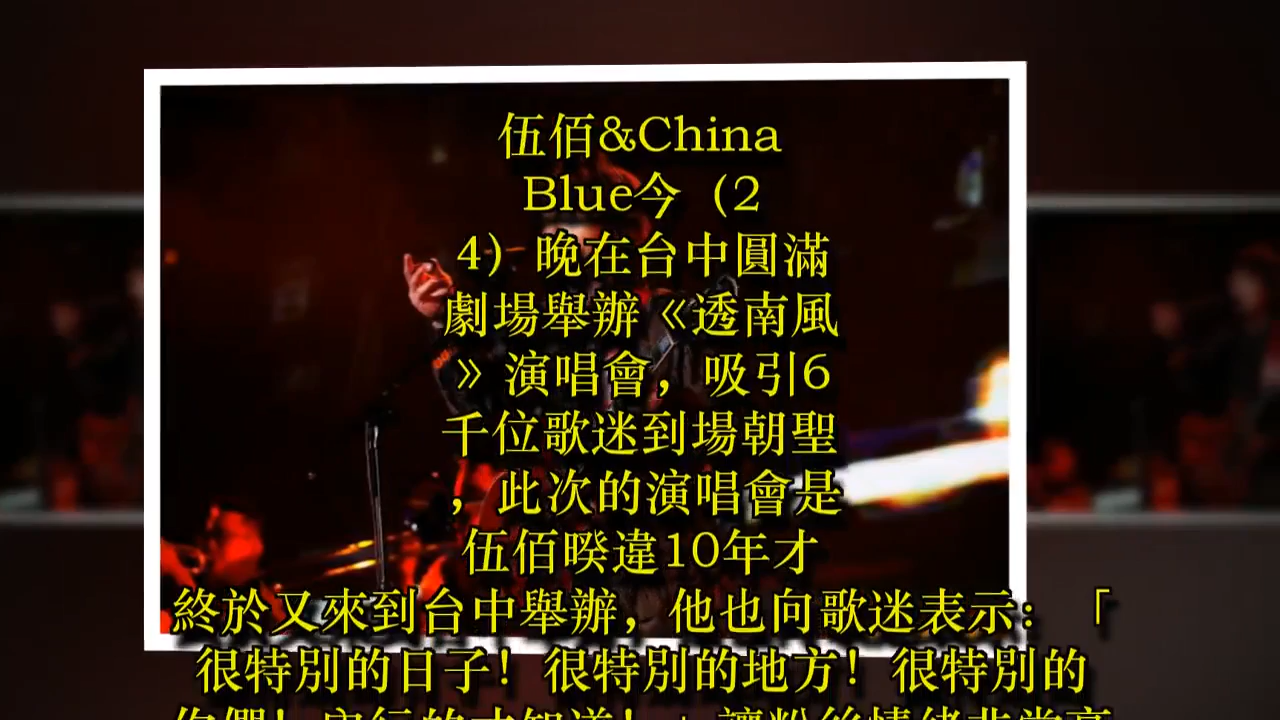 伍佰&China
Blue今（2
4）晚在台中圓滿
劇場舉辦《透南風
》演唱會，吸引6
千位歌迷到場朝聖
，此次的演唱會是
伍佰暌違10年才
終於又來到台中舉辦，他也向歌迷表示：「
很特別的日子！很特別的地方！很特別的